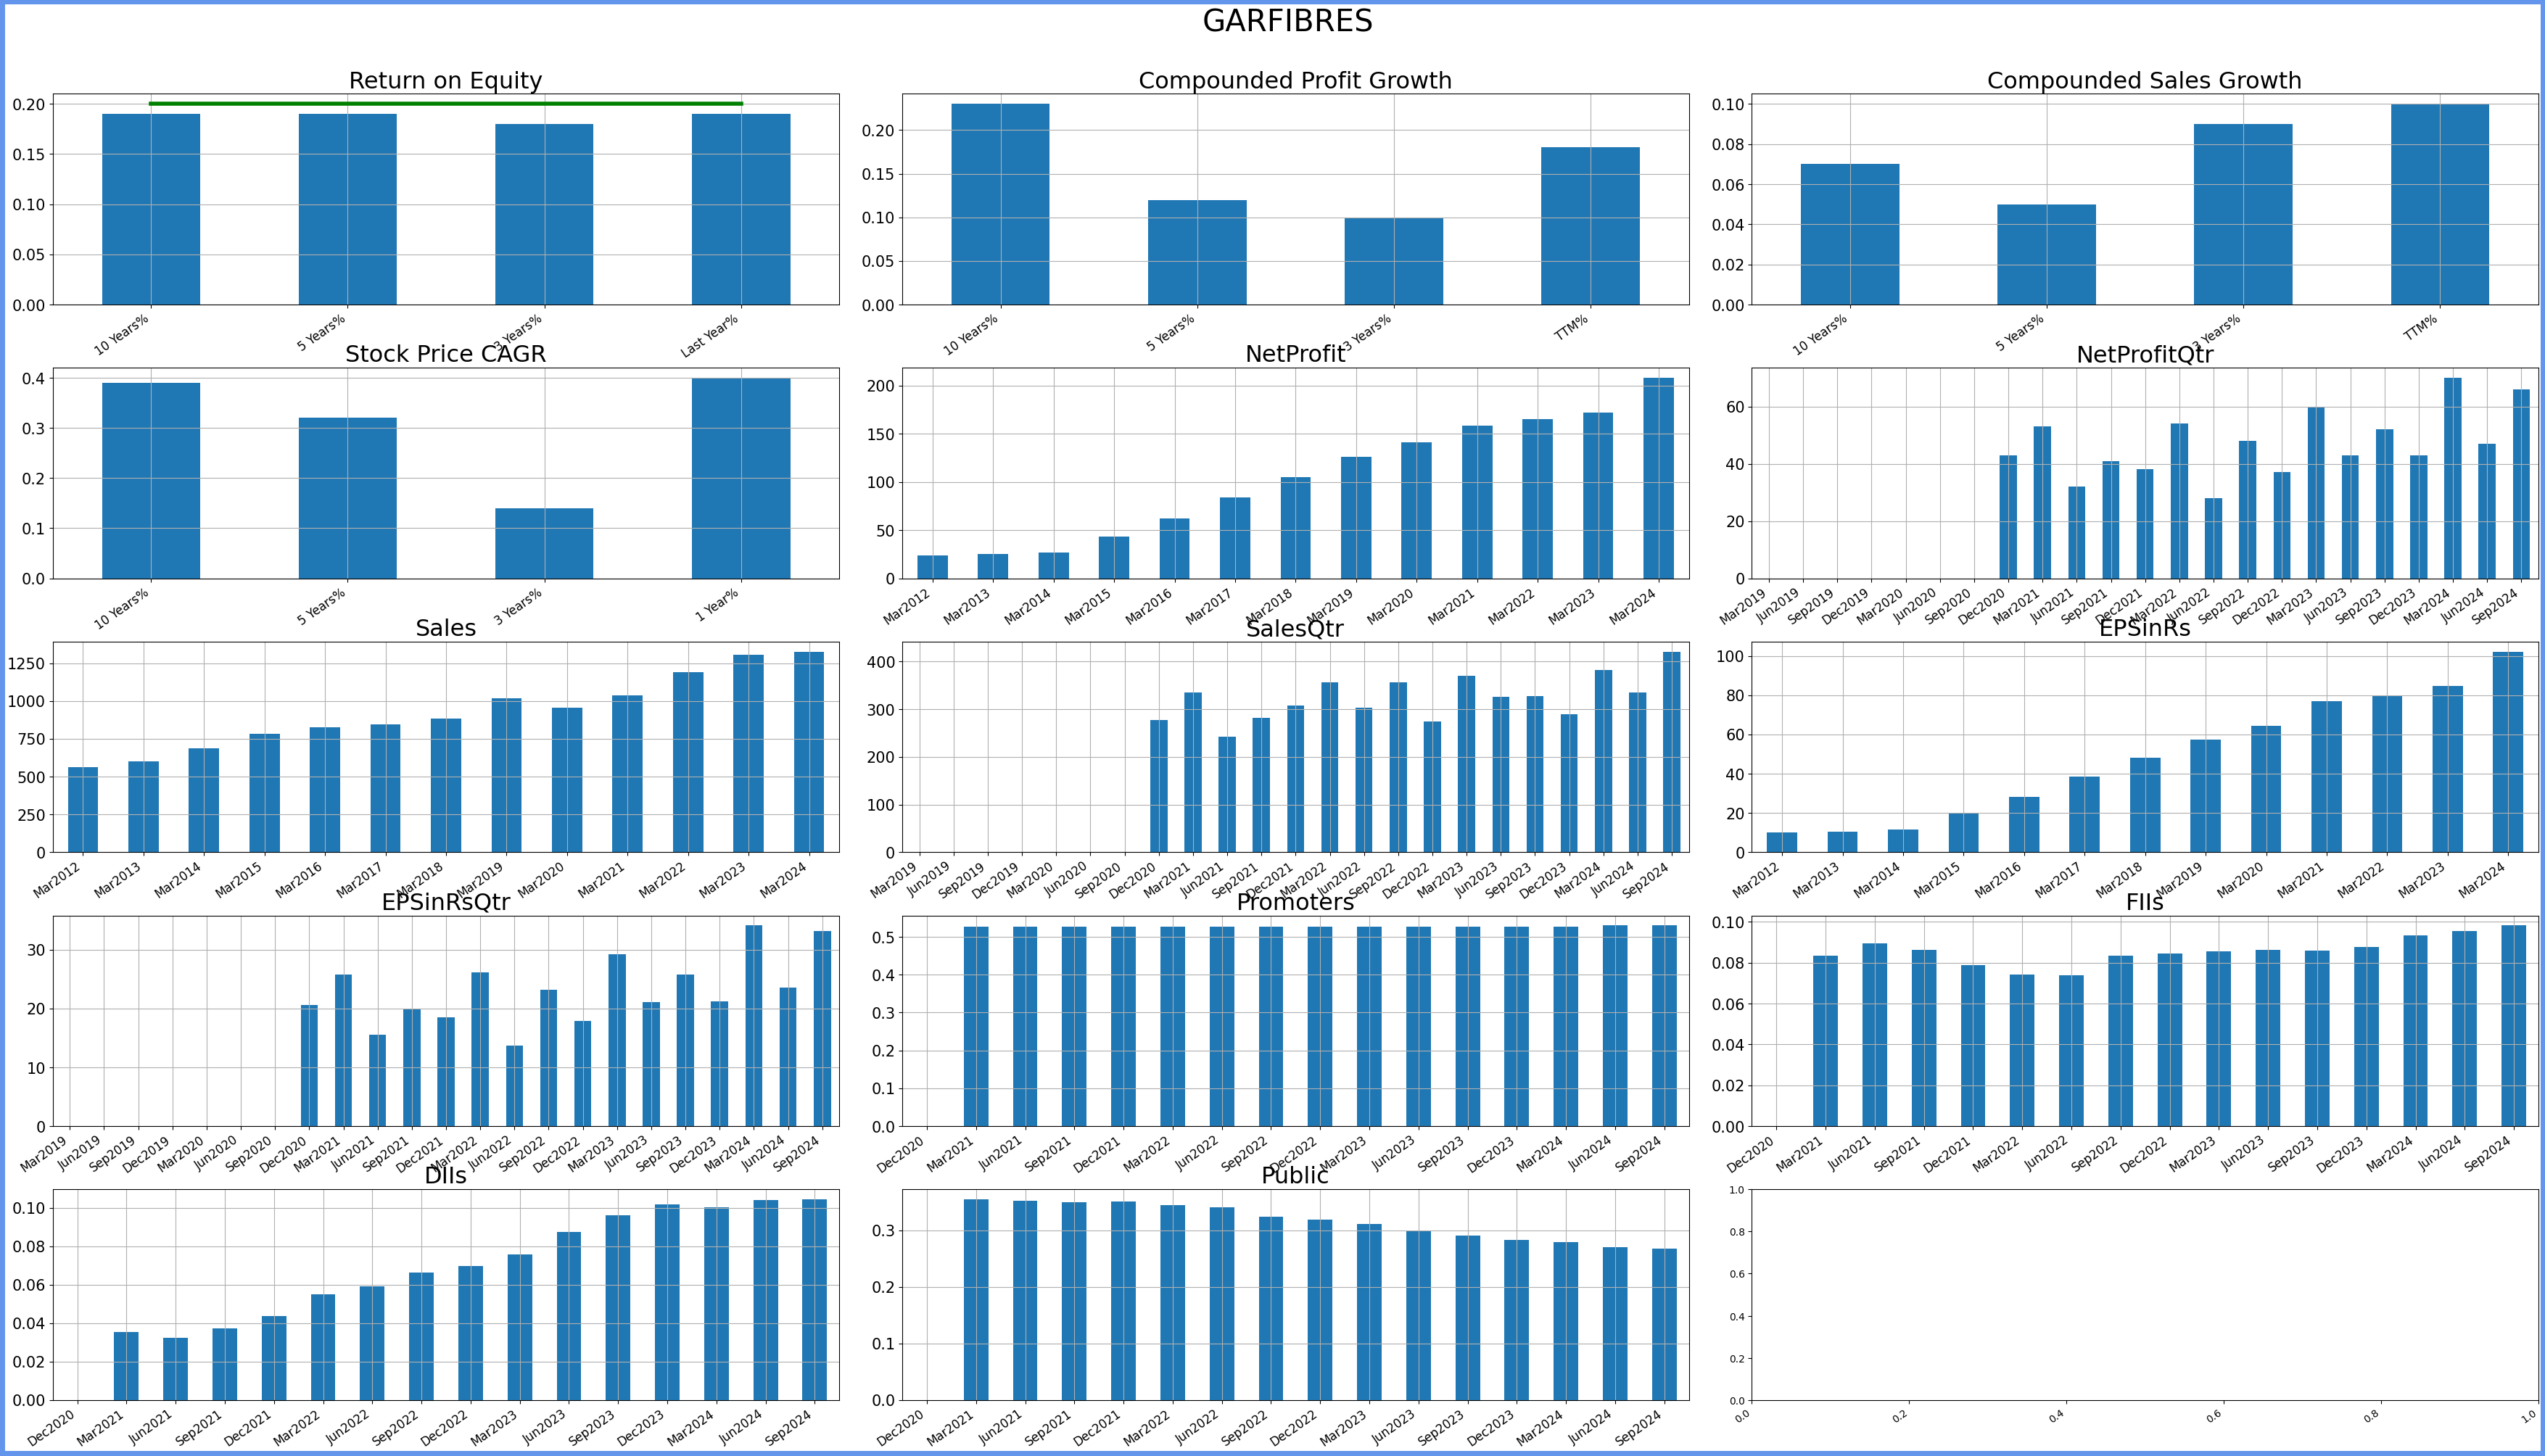 GARFIBRES
Return on Equity
0.20
0.15
0.10
0.05
0.00
10 Years%
5 Years%
3 Years%
Last Year%
Compounded Profit Growth
0.20
0.15
0.10
0.05
0.00
10 Years%
5 Years%
3 Years%
TTM%
Compounded Sales Growth
0.10
0.08
0.06
0.04
0.02
0.00
10 Years%
5 Years%
3 Years%
TTM%
Stock Price CAGR
0.4
0.3
0.2
0.1
0.0
10 Years%
5 Years%
3 Years%
1 Year%
NetProfit
200
150
100
50
0
Mar2012
Mar2013
Mar2014
Mar2015
Mar2016
Mar2017
Mar2018
Mar2019
Mar2020
Mar2021
Mar2022
Mar2023
Mar2024
NetProfitQtr
60
40
20
0
Mar2019
Jun2019
Sep2019
Dec2019
Mar2020
Jun2020
Sep2020
Dec2020
Mar2021
Jun2021
Sep2021
Dec2021
Mar2022
Jun2022
Sep2022
Dec2022
Mar2023
Jun2023
Sep2023
Dec2023
Mar2024
Jun2024
Sep2024
Sales
1250
1000
750
500
250
0
Mar2012
Mar2013
Mar2014
Mar2015
Mar2016
Mar2017
Mar2018
Mar2019
Mar2020
Mar2021
Mar2022
Mar2023
Mar2024
SalesQtr
400
300
200
100
0
Mar2019
Jun2019
Sep2019
Dec2019
Mar2020
Jun2020
Sep2020
Dec2020
Mar2021
Jun2021
Sep2021
Dec2021
Mar2022
Jun2022
Sep2022
Dec2022
Mar2023
Jun2023
Sep2023
Dec2023
Mar2024
Jun2024
Sep2024
EPSinRs
100
80
60
40
20
0
Mar2012
Mar2013
Mar2014
Mar2015
Mar2016
Mar2017
Mar2018
Mar2019
Mar2020
Mar2021
Mar2022
Mar2023
Mar2024
EPSinRsQtr
30
20
10
0
Mar2019
Jun2019
Sep2019
Dec2019
Mar2020
Jun2020
Sep2020
Dec2020
Mar2021
Jun2021
Sep2021
Dec2021
Mar2022
Jun2022
Sep2022
Dec2022
Mar2023
Jun2023
Sep2023
Dec2023
Mar2024
Jun2024
Sep2024
Promoters
0.5
0.4
0.3
0.2
0.1
0.0
Dec2020
Mar2021
Jun2021
Sep2021
Dec2021
Mar2022
Jun2022
Sep2022
Dec2022
Mar2023
Jun2023
Sep2023
Dec2023
Mar2024
Jun2024
Sep2024
FIIs
0.10
0.08
0.06
0.04
0.02
0.00
Dec2020
Mar2021
Jun2021
Sep2021
Dec2021
Mar2022
Jun2022
Sep2022
Dec2022
Mar2023
Jun2023
Sep2023
Dec2023
Mar2024
Jun2024
Sep2024
DIIs
0.10
0.08
0.06
0.04
0.02
0.00
Dec2020
Mar2021
Jun2021
Sep2021
Dec2021
Mar2022
Jun2022
Sep2022
Dec2022
Mar2023
Jun2023
Sep2023
Dec2023
Mar2024
Jun2024
Sep2024
Public
0.3
0.2
0.1
0.0
Dec2020
Mar2021
Jun2021
Sep2021
Dec2021
Mar2022
Jun2022
Sep2022
Dec2022
Mar2023
Jun2023
Sep2023
Dec2023
Mar2024
Jun2024
Sep2024
1.0
0.8
0.6
0.4
0.2
0.0
0.0
0.2
0.4
0.6
0.8
1.0